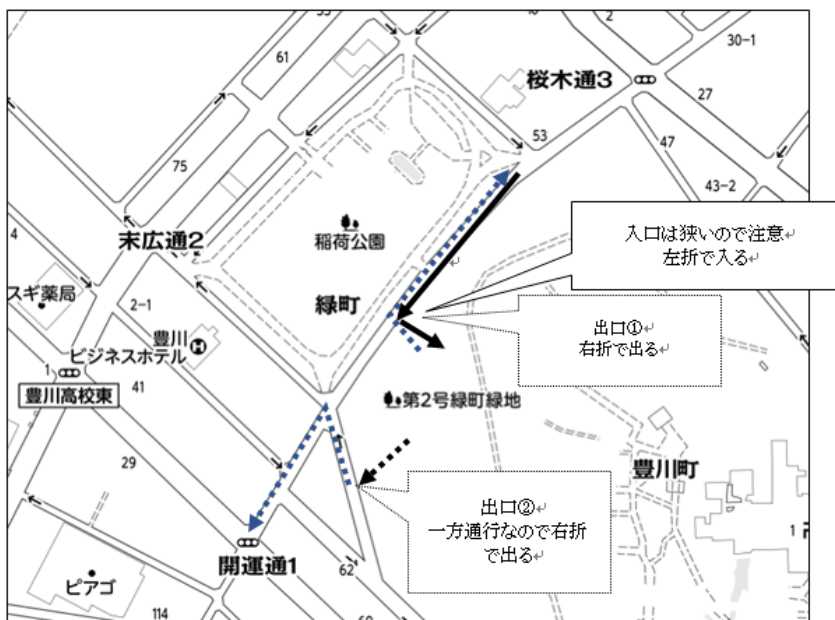 53
61
2
30-1
桜木通3
27
53
47
75
43-2
入口は狭いので注意
左折で入る
稲荷公園
末広通2
4
スギ薬局
2-1
緑町
出口①
右折で出る
豊川
ビジネスホテル
H
1
41
豊川高校東
第2号緑町緑地
29
豊川町
出口②
一方通行なので右折
で出る
1
開運通1
62
ピアゴ
114
60